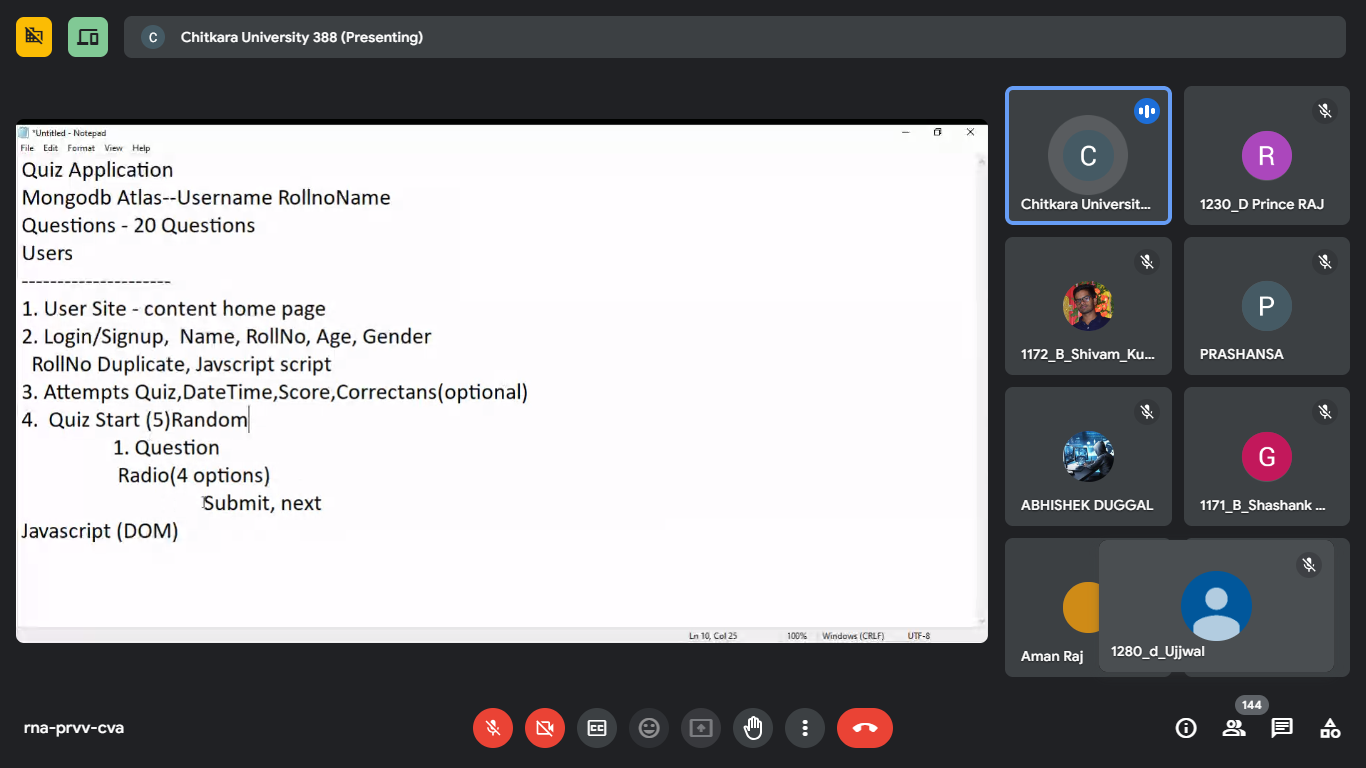 C Chitkara University 388 (Presenting)
*Untitled - Notepad
File Edit Format View Help
Quiz Application
Mongodb Atlas--Username RollnoName
Questions - 20 Questions
Users
---------------------
1. User Site - content home page
2. Login/Signup,  Name, RollNo, Age, Gender
RollNo Duplicate, Javscript script
3. Attempts Quiz,DateTime,Score,Correctans(optional)
4.  Quiz Start (5)Random
1. Question
Radio(4 options)
Submit, next
Javascript (DOM)
Ln 10, Col 25 100% Windows (CRLF) UTF-8
C
Chitkara Universit...
R
1230_D Prince RAJ
1172_B_Shivam_Ku...
P
PRASHANSA
ABHISHEK DUGGAL
G
1171_B_Shashank ...
Aman Raj
1280_d_Ujjwal
rna-prvv-cva
CC
144